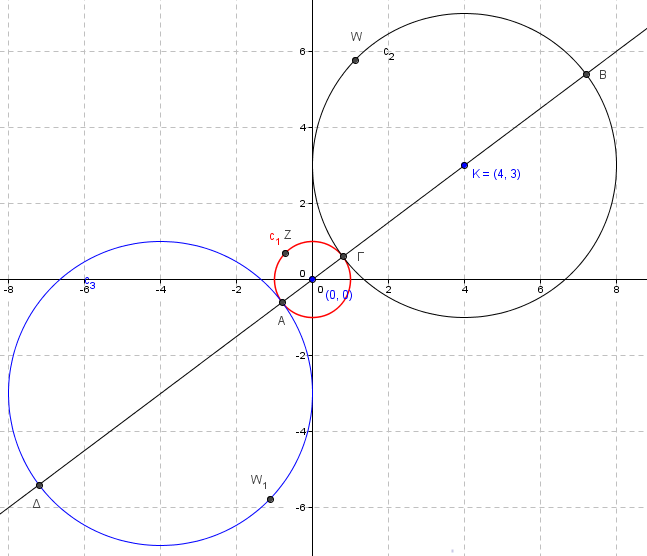 W
c2
6
B
4
K = (4, 3)
2
c1 Z
Γ
0
-8 -6 -4 -2 0 2 4 6 8
c3
(0, 0)
A
-2
-4
W1
Δ
-6